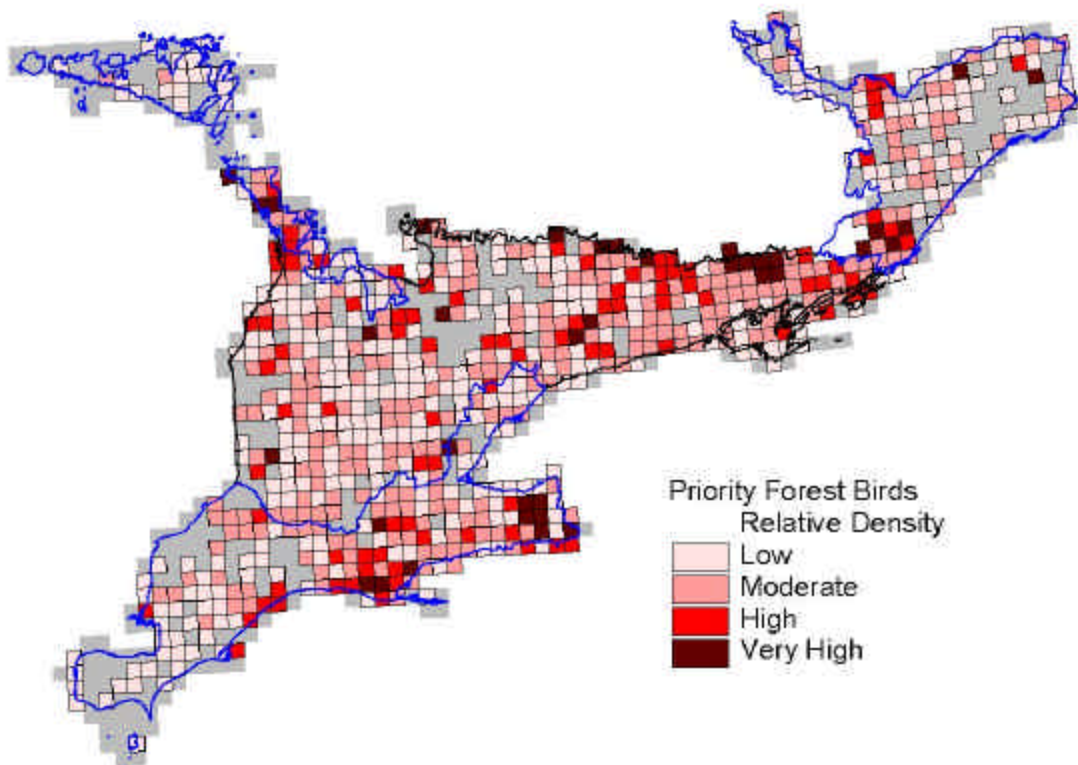 Priority Forest Birds
Relative Density
Low
Moderate
High
Very High